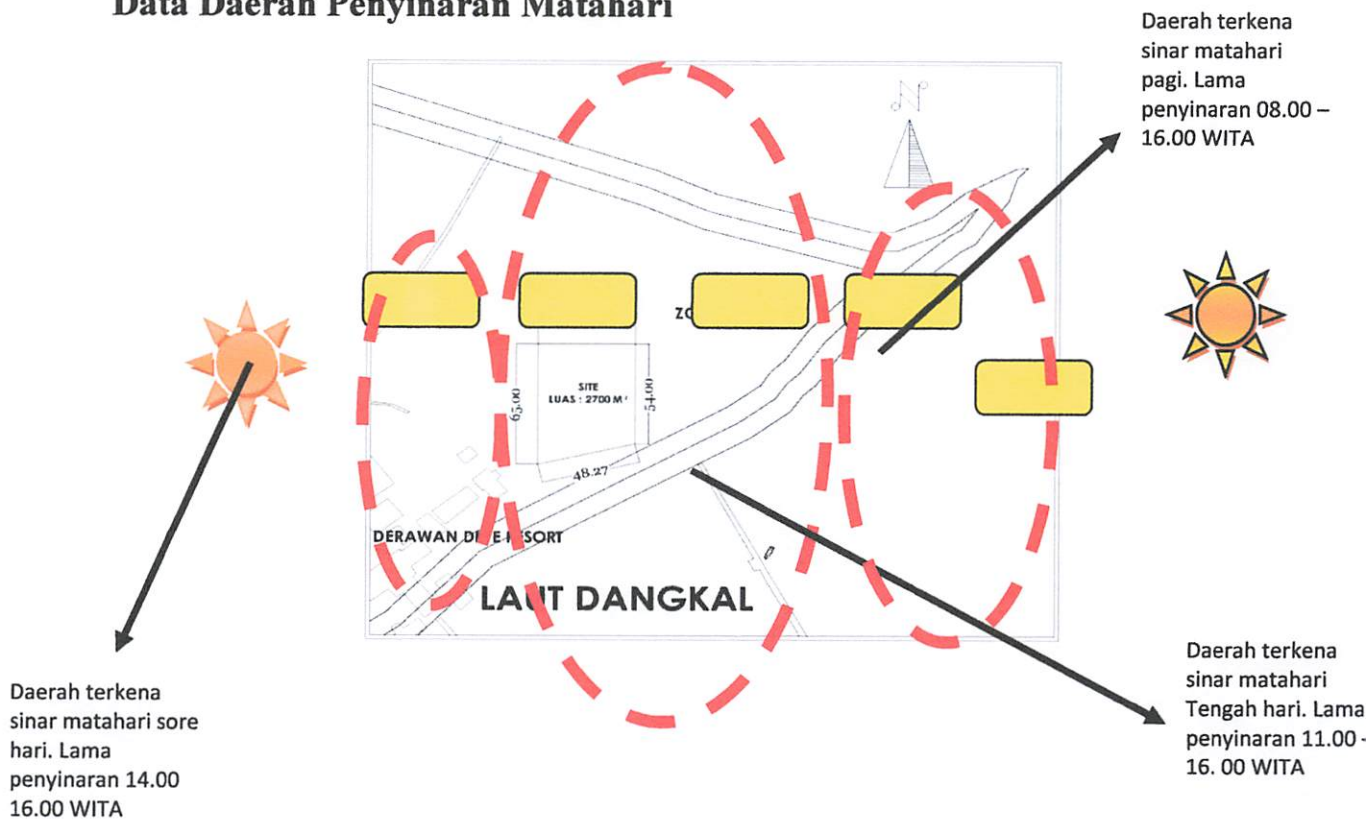 Data Daerah Penyinaran Matahari
Daerah terkena
sinar matahari
pagi. Lama
penyinaran 08.00 –
16.00 WITA
N
SITE
LUAS : 2700 M²
65.00
54.00
48.27
DERAWAN
LAUT DANGKAL
Daerah terkena
sinar matahari sore
hari. Lama
penyinaran 14.00
16.00 WITA
Daerah terkena
sinar matahari
Tengah hari. Lama
penyinaran 11.00 -
16. 00 WITA